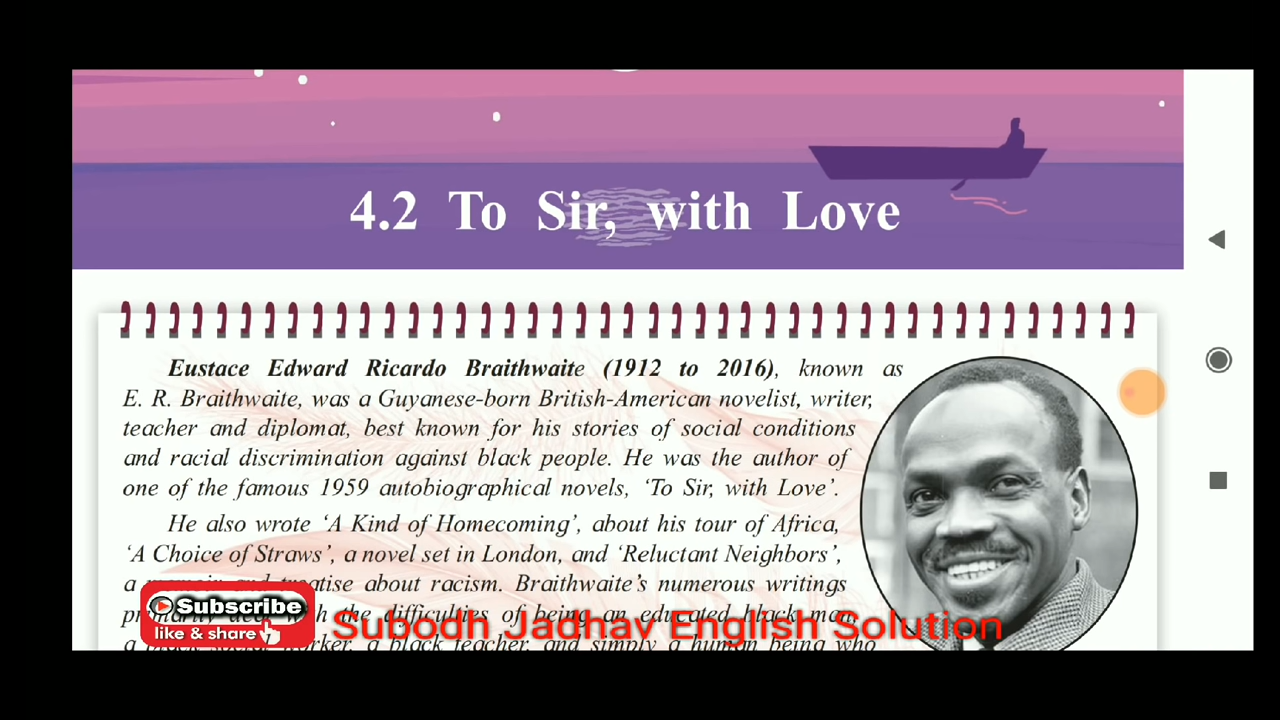 4.2 To Sir, with Love
Eustace Edward Ricardo Braithwaite (1912 to 2016), known as
E. R. Braithwaite, was a Guyanese-born British-American novelist, writer,
teacher and diplomat, best known for his stories of social conditions
and racial discrimination against black people. He was the author of
one of the famous 1959 autobiographical novels, ‘To Sir, with Love’.
He also wrote ‘A Kind of Homecoming’, about his tour of Africa,
‘A Choice of Straws’, a novel set in London, and ‘Reluctant Neighbors’,
a memoir and treatise about racism. Braithwaite’s numerous writings
the difficulties of being an educated black man,
a black teacher, and simply a human being who
Subscribe
like & share
Subodh Jadhav English Solution